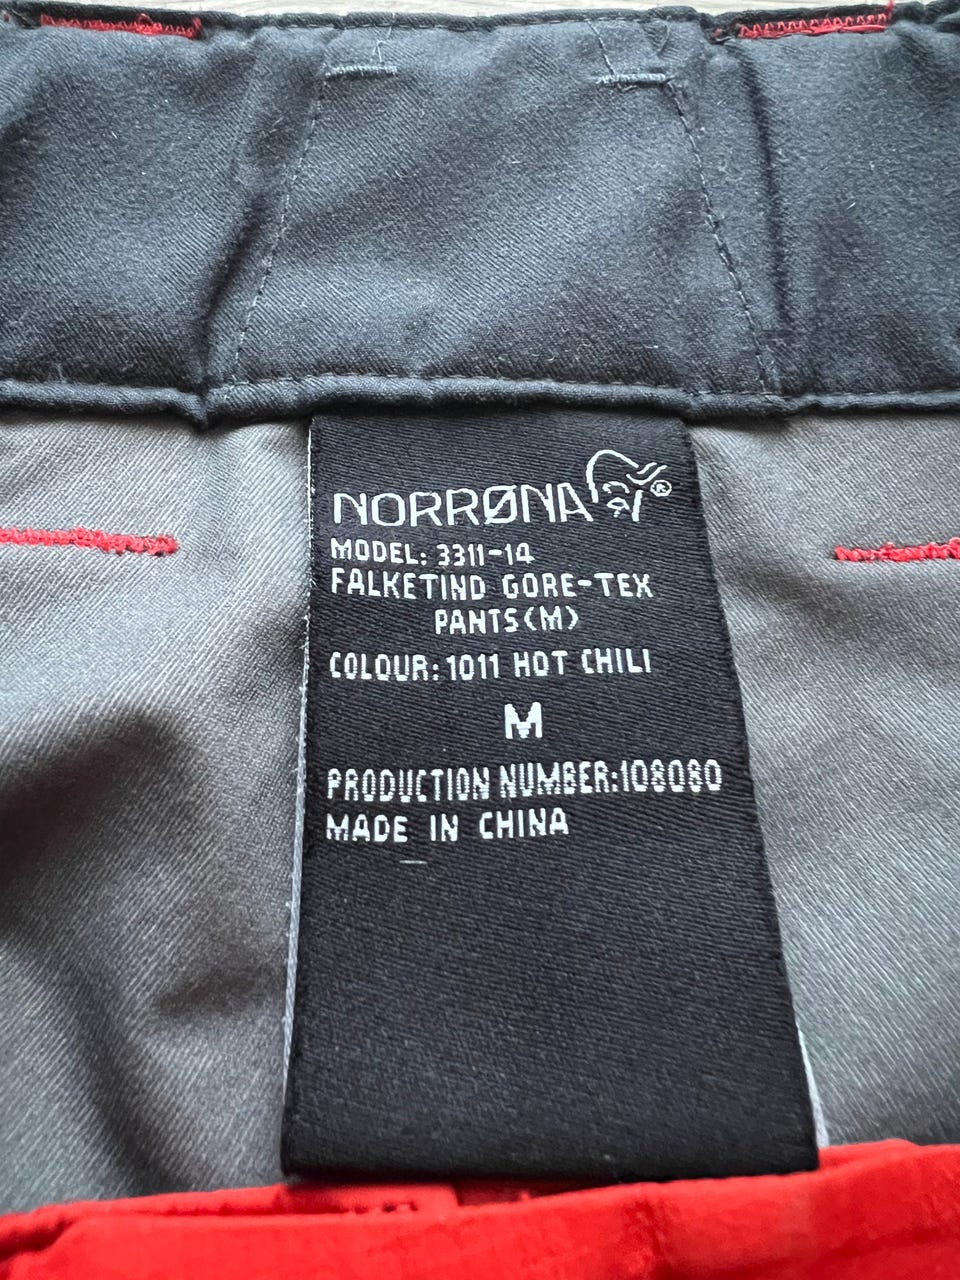 NORRØNA®
MODEL: 3311-14
FALKETIND GORE-TEX
PANTS(M)
COLOUR: 1011 HOT CHILI
M
PRODUCTION NUMBER:108080
MADE IN CHINA